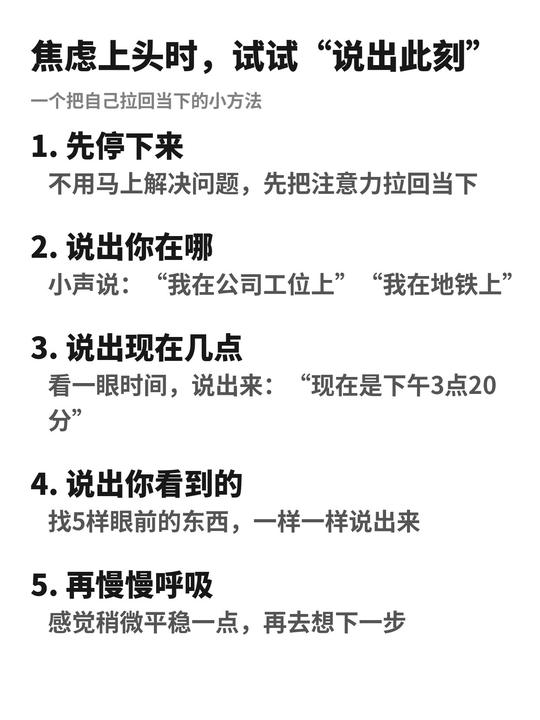 焦虑上头时，试试“说出此刻”
一个把自己拉回当下的小方法
1. 先停下来
不用马上解决问题，先把注意力拉回当下
2. 说出你在哪
小声说：“我在公司工位上”“我在地铁上”
3. 说出现在几点
看一眼时间，说出来：“现在是下午3点20
分”
4. 说出你看到的
找5样眼前的东西，一样一样说出来
5. 再慢慢呼吸
感觉稍微平稳一点，再去想下一步